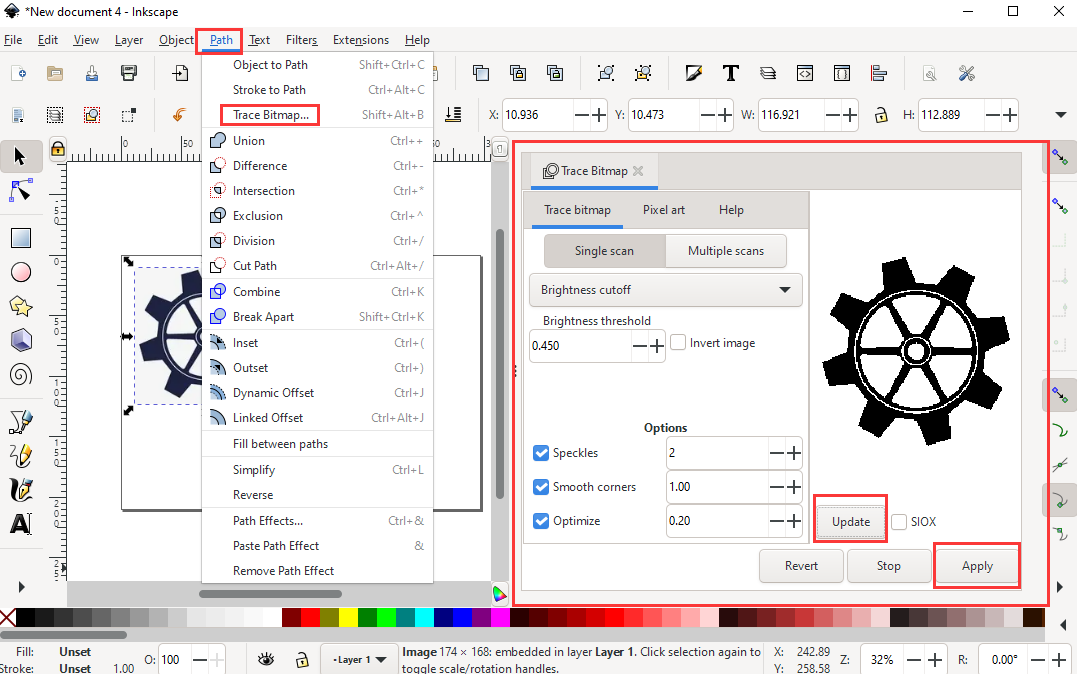 *New document 4 - Inkscape
File Edit View Layer Object Path Text Filters Extensions Help
Object to Path Shift+Ctrl+C
Stroke to Path Ctrl+Alt+C
Trace Bitmap... Shift+Alt+B
Union Ctrl++
Difference Ctrl+-
Intersection Ctrl+*
Exclusion Ctrl+^
Division Ctrl+/
Cut Path Ctrl+Alt+/
Combine Ctrl+K
Break Apart Shift+Ctrl+K
Inset Ctrl+(
Outset Ctrl+)
Dynamic Offset Ctrl+J
Linked Offset Ctrl+Alt+J
Fill between paths
Simplify Ctrl+L
Reverse
Path Effects... Ctrl+&
Paste Path Effect &
Remove Path Effect
X: 10.936 Y: 10.473 W: 116.921 H: 112.889
0 50
Trace Bitmap
Trace bitmap Pixel art Help
Single scan Multiple scans
Brightness cutoff
Brightness threshold
0.450 Invert image
Options
Speckles 2
Smooth corners 1.00
Optimize 0.20
Update SIOX
Revert Stop Apply
Fill: Unset
Stroke: Unset 1.00
O: 100
Layer 1
Image 174 × 168: embedded in layer Layer 1. Click selection again to
toggle scale/rotation handles.
X: 242.89
Y: 258.58
Z: 32% R: 0.00°